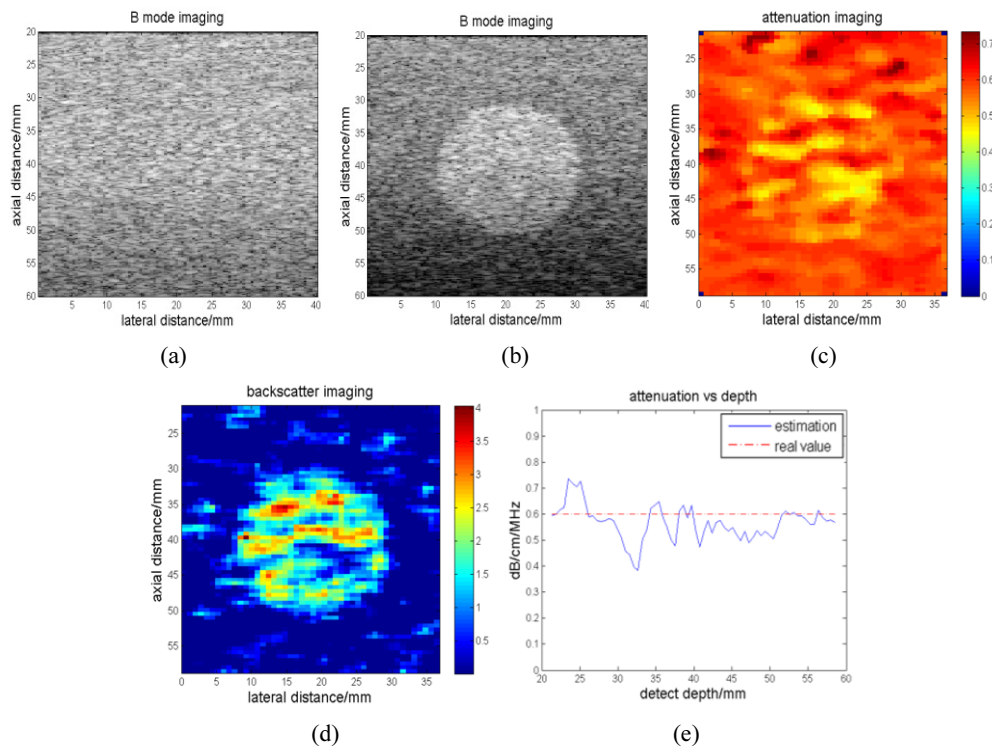 B mode imaging
20
25
30
35
40
45
50
55
60
5 10 15 20 25 30 35 40
axial distance/mm
lateral distance/mm
(a)
B mode imaging
20
25
30
35
40
45
50
55
60
5 10 15 20 25 30 35 40
axial distance/mm
lateral distance/mm
(b)
attenuation imaging
25
30
35
40
45
50
55
0 5 10 15 20 25 30 35
axial distance/mm
lateral distance/mm
0.7
0.6
0.5
0.4
0.3
0.2
0.1
0
(c)
backscatter imaging
25
30
35
40
45
50
55
0 5 10 15 20 25 30 35
axial distance/mm
lateral distance/mm
4
3.5
3
2.5
2
1.5
1
0.5
(d)
attenuation vs depth
1
0.9
0.8
0.7
0.6
0.5
0.4
0.3
0.2
0.1
0
20 25 30 35 40 45 50 55 60
dB/cm/MHz
detect depth/mm
estimation
real value
(e)